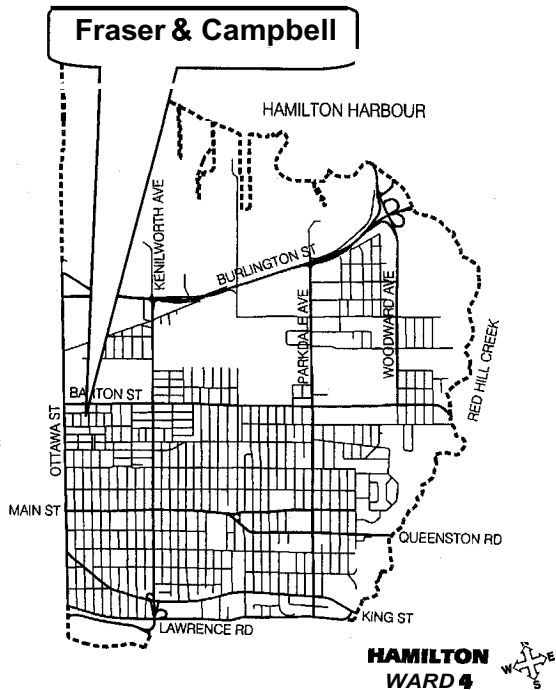 Fraser & Campbell
HAMILTON HARBOUR
KENILWORTH AVE
BURLINGTON ST
PARKDALE AVE
WOODWARD AVE
RED HILL CREEK
BARTON ST
OTTAWA ST
MAIN ST
QUEENSTON RD
KING ST
LAWRENCE RD
HAMILTON
WARD 4
W E
S